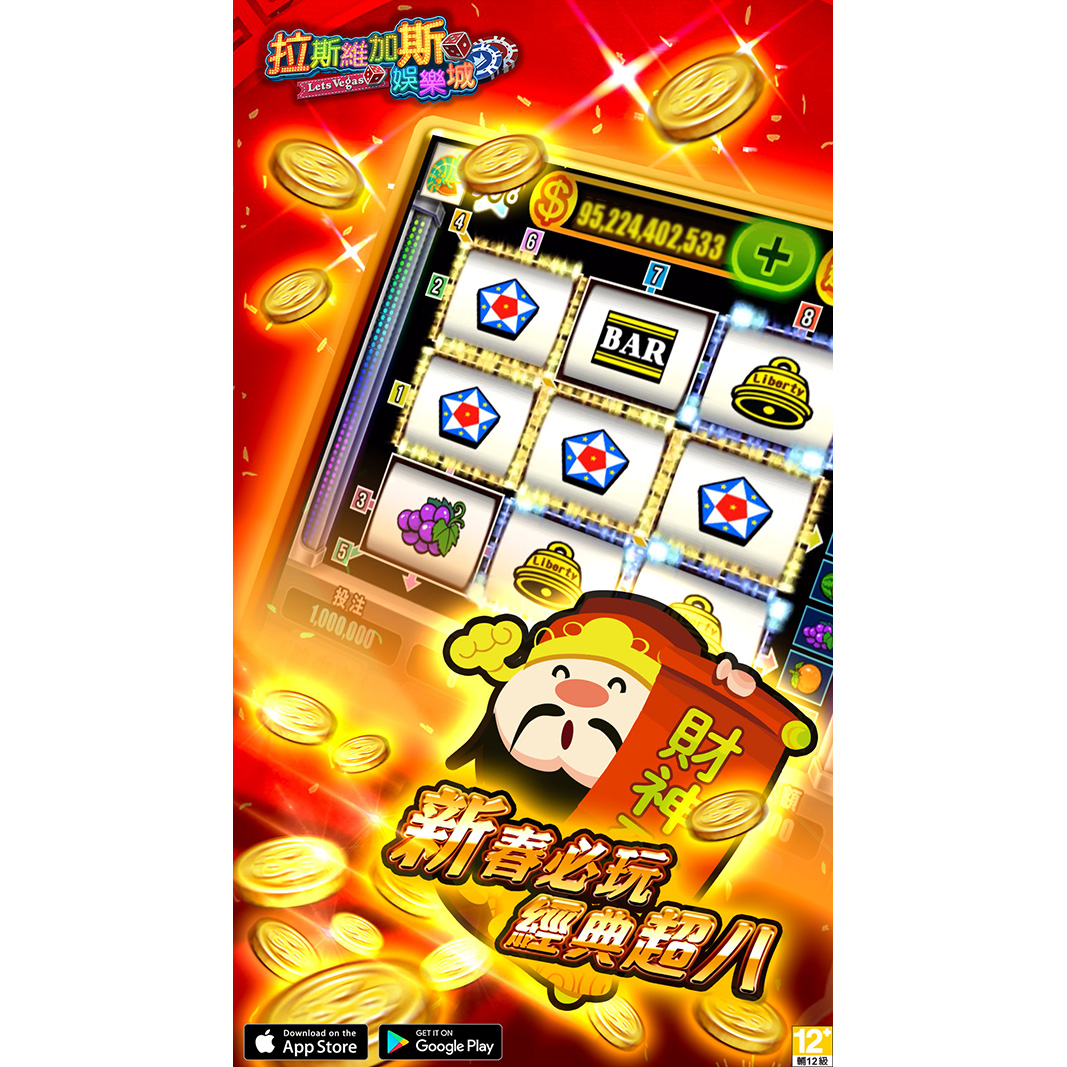 拉斯維加斯
Lets Vegas
娛樂城
95,224,402,533
4
6
7
8
2
BAR
Liberty
1
3
Liberty
5
投注
1,000,000
財神
新春必玩
經典超八
Download on the
App Store
GET IT ON
Google Play
12+
輔12級